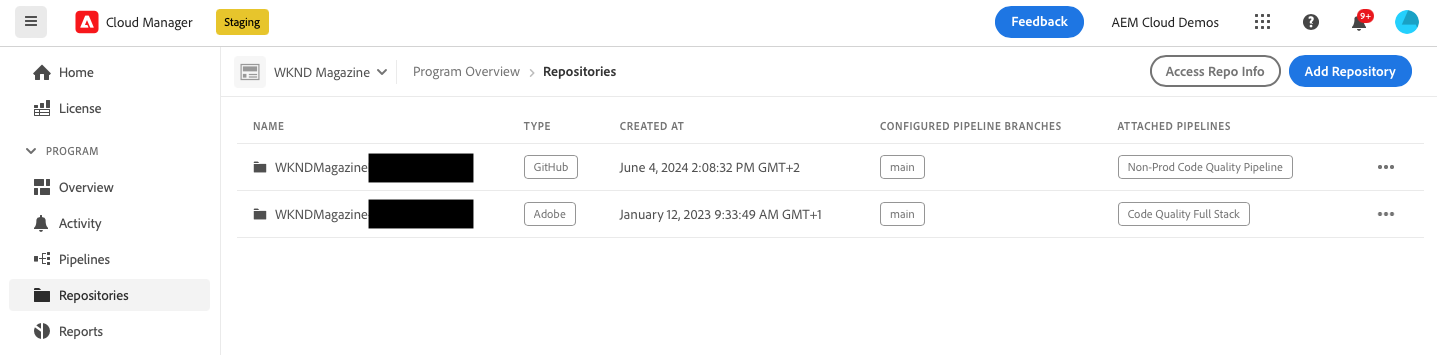 Cloud Manager Staging Feedback AEM Cloud Demos 9+
Home
License
PROGRAM
Overview
Activity
Pipelines
Repositories
Reports
WKND Magazine Program Overview Repositories Access Repo Info Add Repository
NAME TYPE CREATED AT CONFIGURED PIPELINE BRANCHES ATTACHED PIPELINES
WKNDMagazine GitHub June 4, 2024 2:08:32 PM GMT+2 main Non-Prod Code Quality Pipeline
WKNDMagazine Adobe January 12, 2023 9:33:49 AM GMT+1 main Code Quality Full Stack